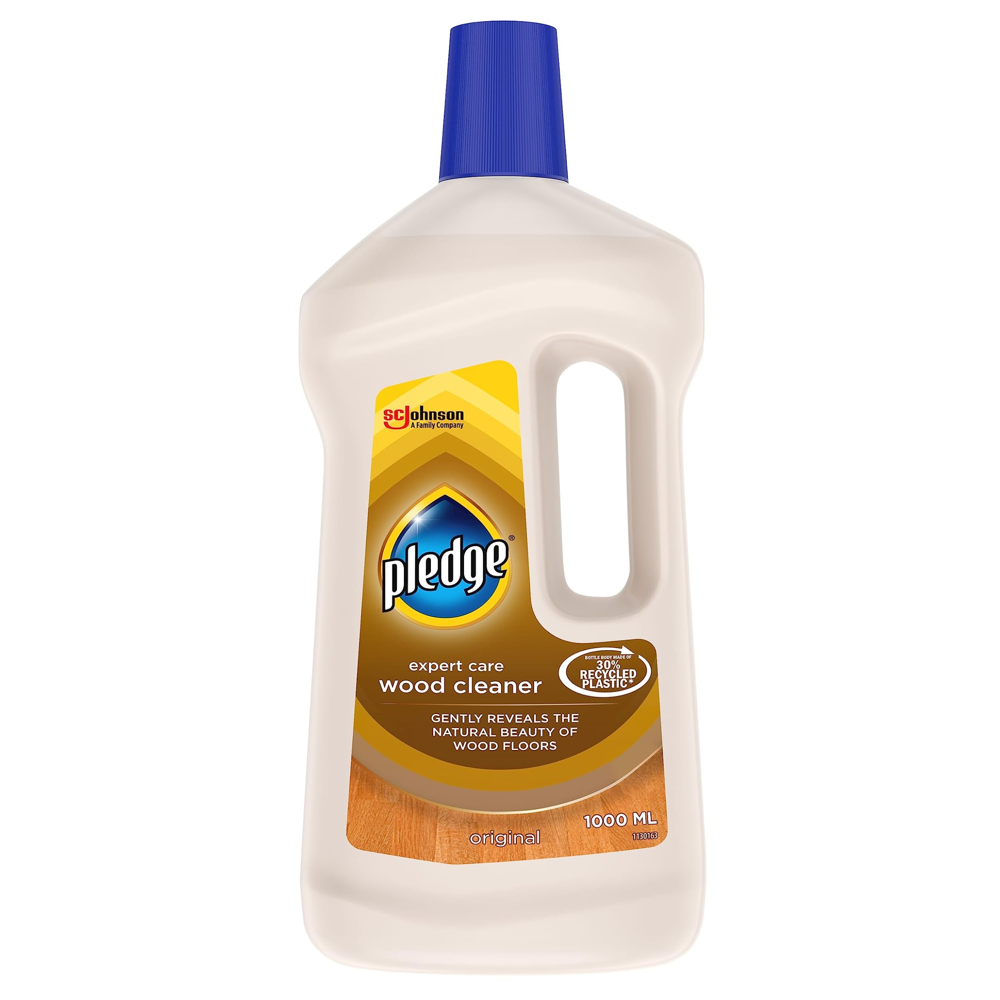 scJohnson
A Family Company
pledge®
expert care
wood cleaner
BOTTLE BODY MADE OF
30%
RECYCLED
PLASTIC*
GENTLY REVEALS THE
NATURAL BEAUTY OF
WOOD FLOORS
1000 ML
1130163
original